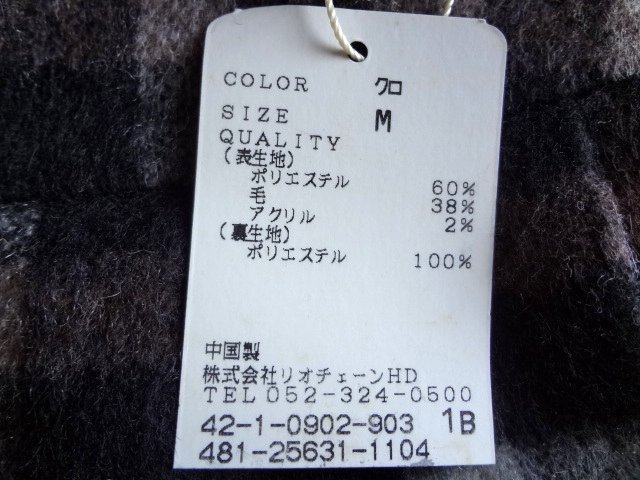 COLOR クロ
SIZE M
QUALITY
(表生地)
ポリエステル 60%
毛 38%
アクリル 2%
(裏生地)
ポリエステル 100%
中国製
株式会社リオチェーンHD
TEL 052-324-0500
42-1-0902-903 1B
481-25631-1104